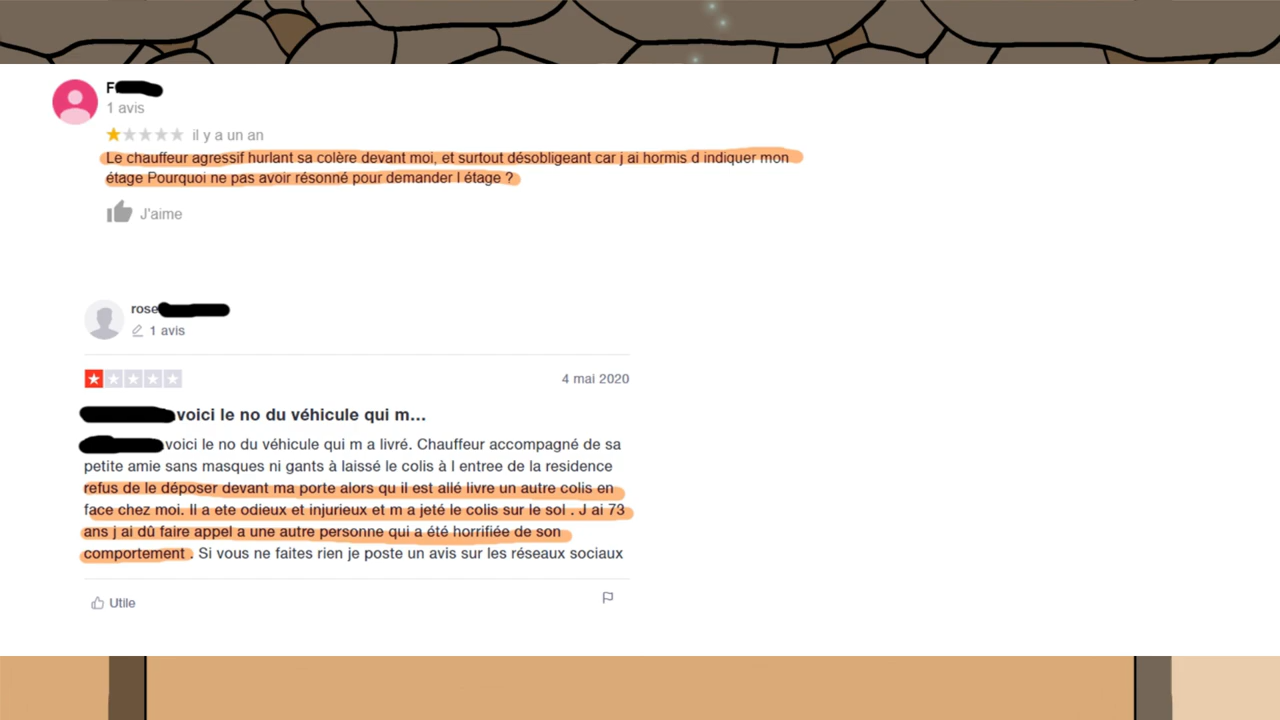 F
1 avis
il y a un an
Le chauffeur agressif hurlant sa colère devant moi, et surtout désobligeant car j ai hormis d indiquer mon
étage Pourquoi ne pas avoir résonné pour demander l étage ?
J'aime
rose
1 avis
4 mai 2020
voici le no du véhicule qui m...
voici le no du véhicule qui m a livré. Chauffeur accompagné de sa
petite amie sans masques ni gants à laissé le colis à l entree de la residence
refus de le déposer devant ma porte alors qu il est allé livre un autre colis en
face chez moi. Il a ete odieux et injurieux et m a jeté le colis sur le sol . J ai 73
ans j ai dû faire appel a une autre personne qui a été horrifiée de son
comportement . Si vous ne faites rien je poste un avis sur les réseaux sociaux
Utile